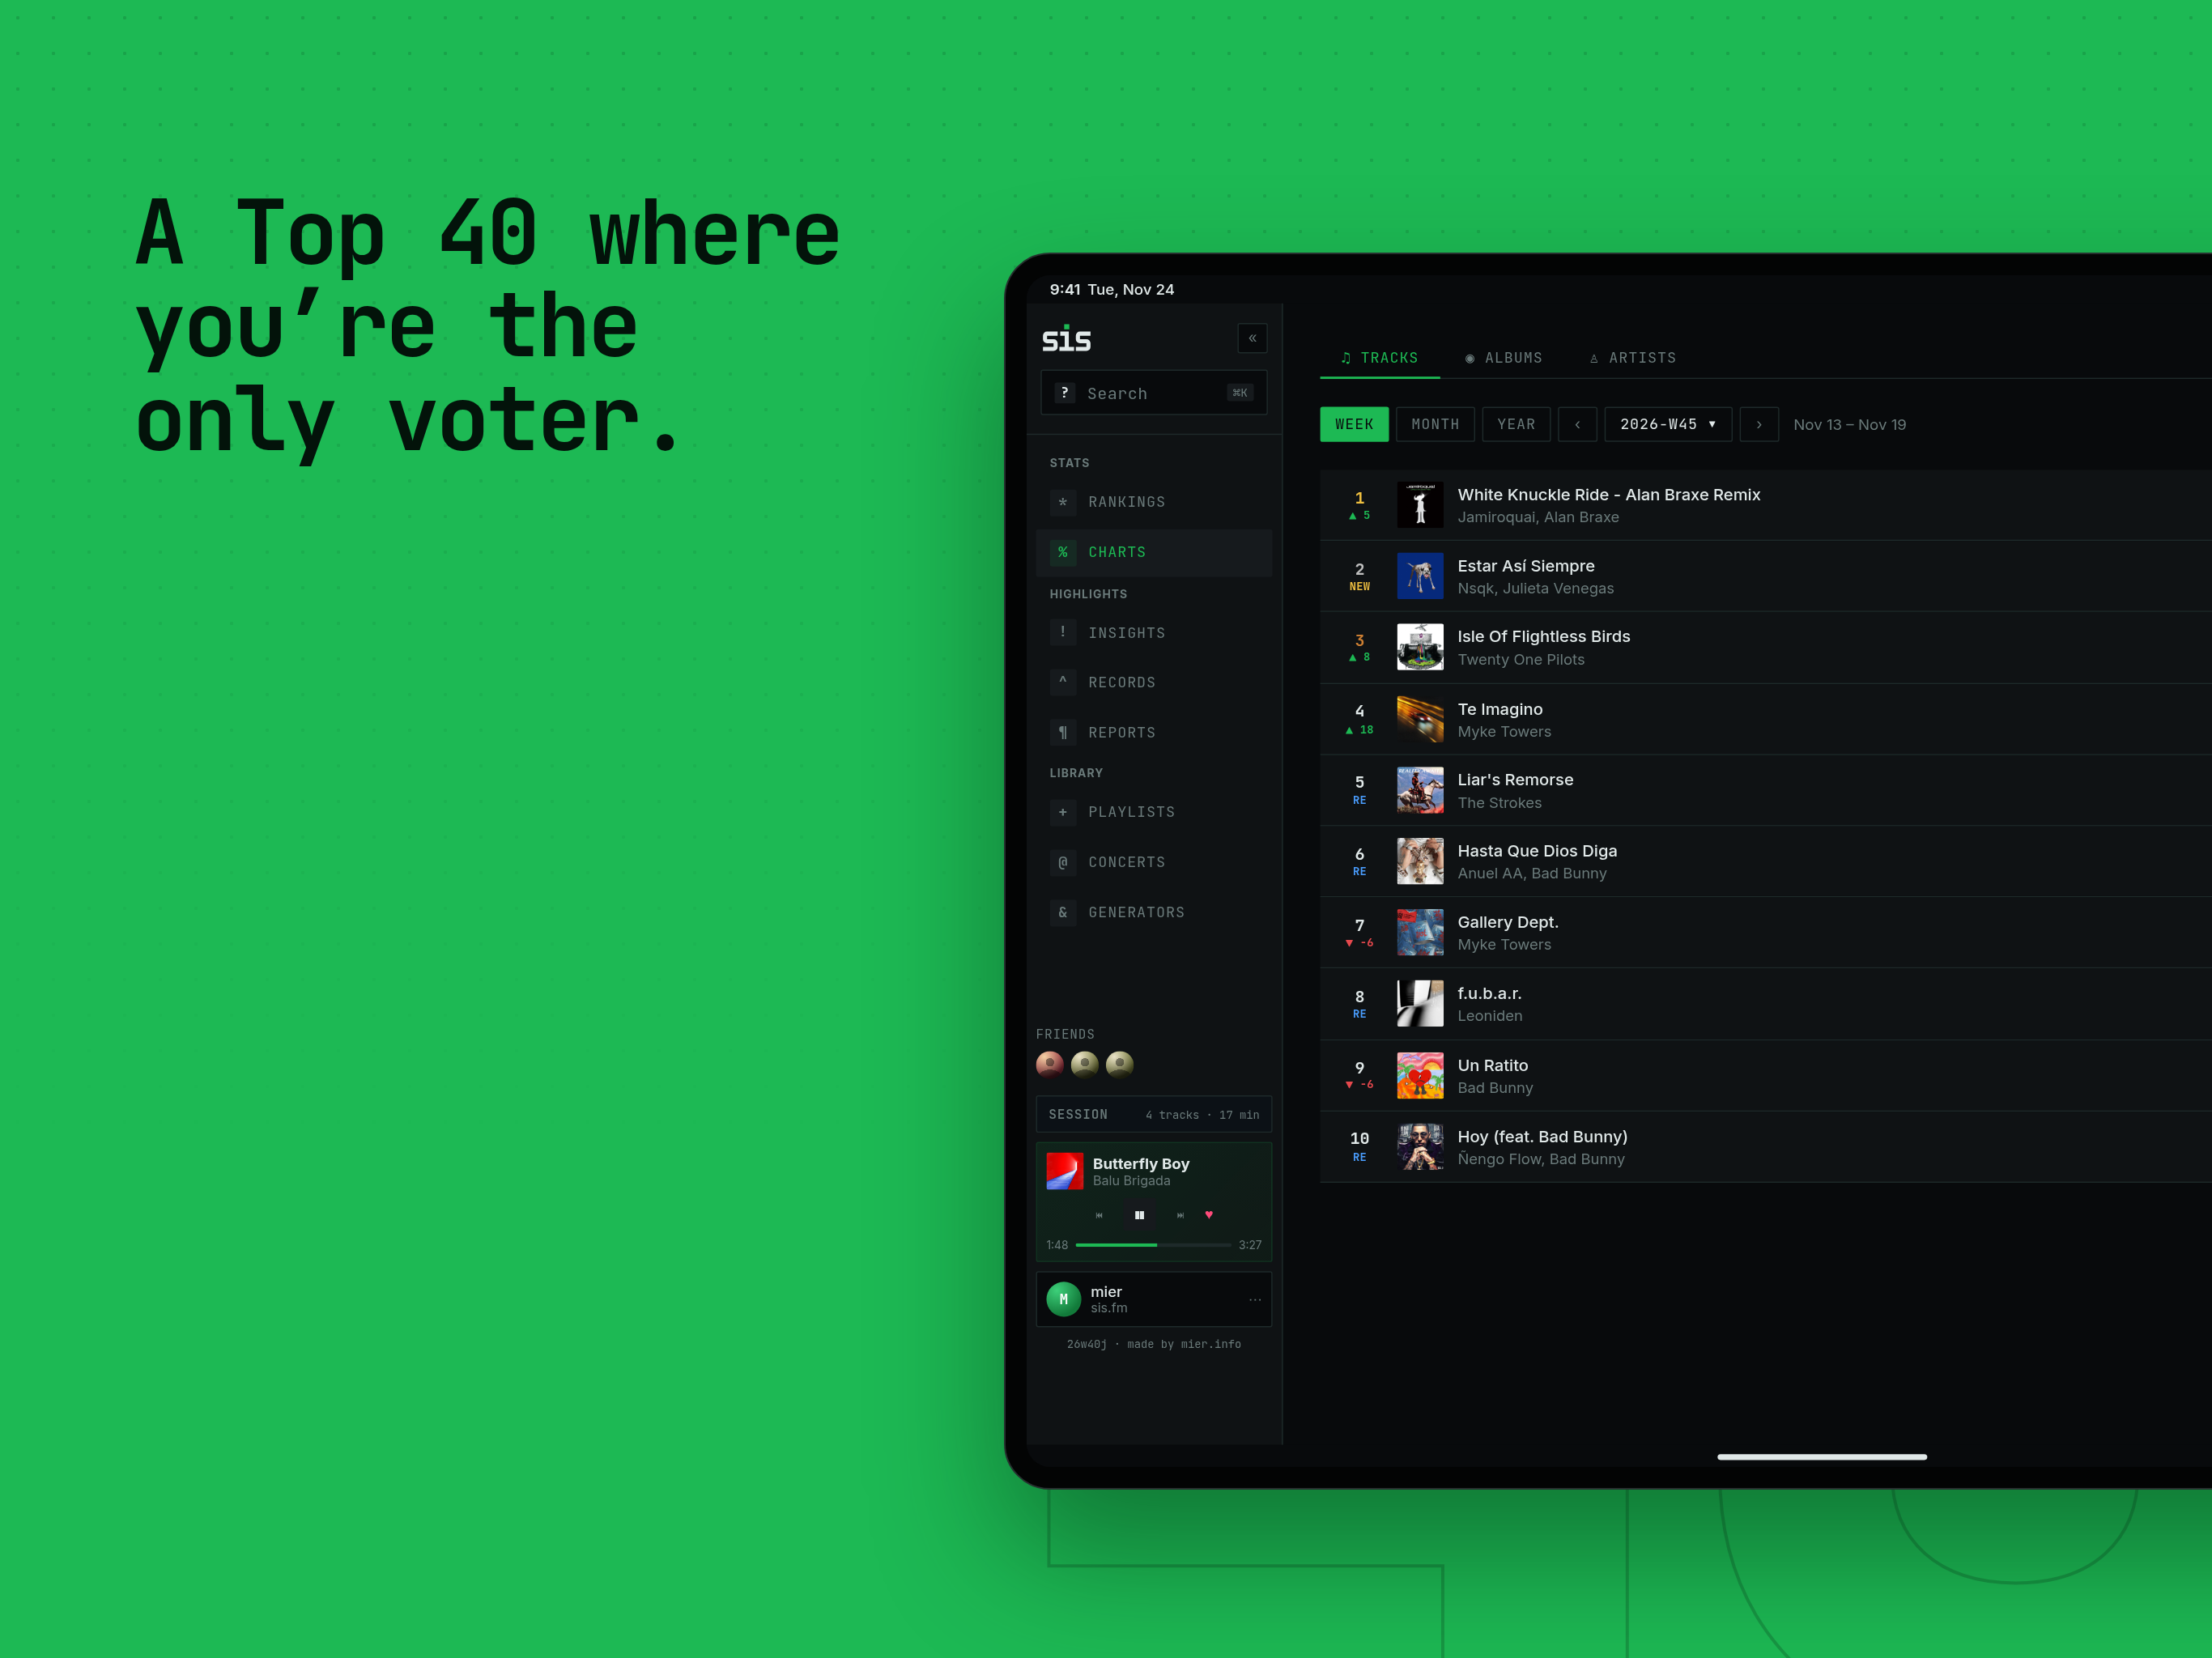 A Top 40 where
you’re the
only voter.
9:41 Tue, Nov 24
sis
«
? Search ⌘K
STATS
* RANKINGS
% CHARTS
HIGHLIGHTS
! INSIGHTS
^ RECORDS
¶ REPORTS
LIBRARY
+ PLAYLISTS
@ CONCERTS
& GENERATORS
FRIENDS
SESSION 4 tracks · 17 min
Butterfly Boy
Balu Brigada
1:48 3:27
M mier
sis.fm
···
26w40j · made by mier.info
♫ TRACKS ◉ ALBUMS ♙ ARTISTS
WEEK MONTH YEAR ‹ 2026-W45 ▾ › Nov 13 – Nov 19
1 White Knuckle Ride - Alan Braxe Remix
▲ 5 Jamiroquai, Alan Braxe
2 Estar Así Siempre
NEW Nsqk, Julieta Venegas
3 Isle Of Flightless Birds
▲ 8 Twenty One Pilots
4 Te Imagino
▲ 18 Myke Towers
5 Liar's Remorse
RE The Strokes
6 Hasta Que Dios Diga
RE Anuel AA, Bad Bunny
7 Gallery Dept.
▼ -6 Myke Towers
8 f.u.b.a.r.
RE Leoniden
9 Un Ratito
▼ -6 Bad Bunny
10 Hoy (feat. Bad Bunny)
RE Ñengo Flow, Bad Bunny